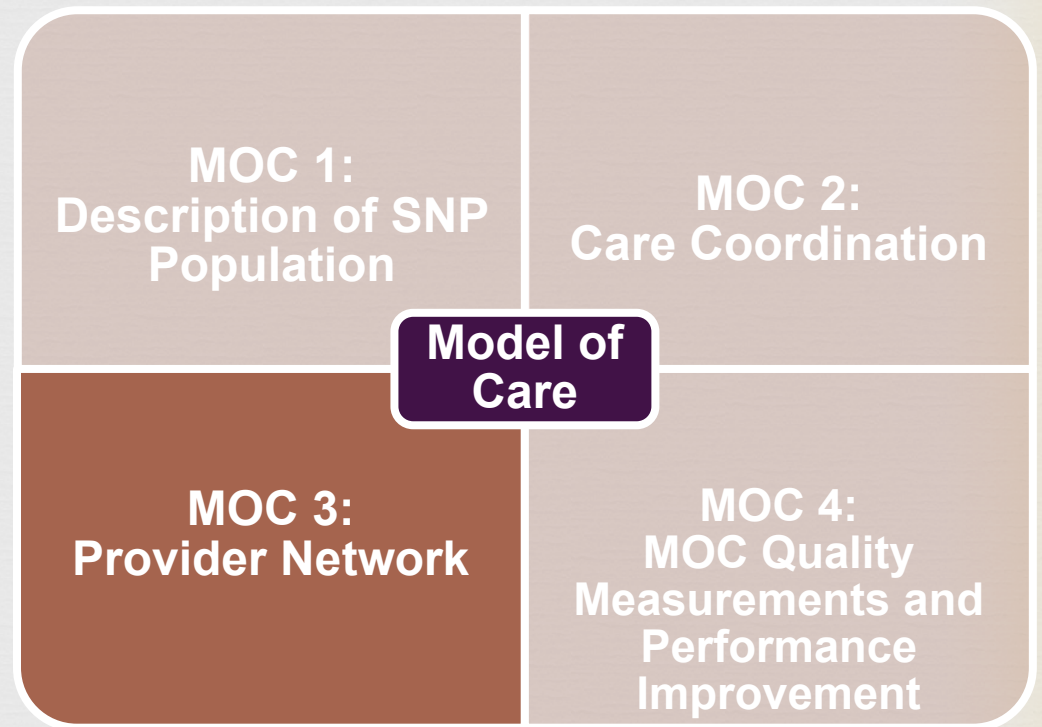 MOC 1:
Description of SNP
Population
MOC 2:
Care Coordination
Model of
Care
MOC 3:
Provider Network
MOC 4:
MOC Quality
Measurements and
Performance
Improvement